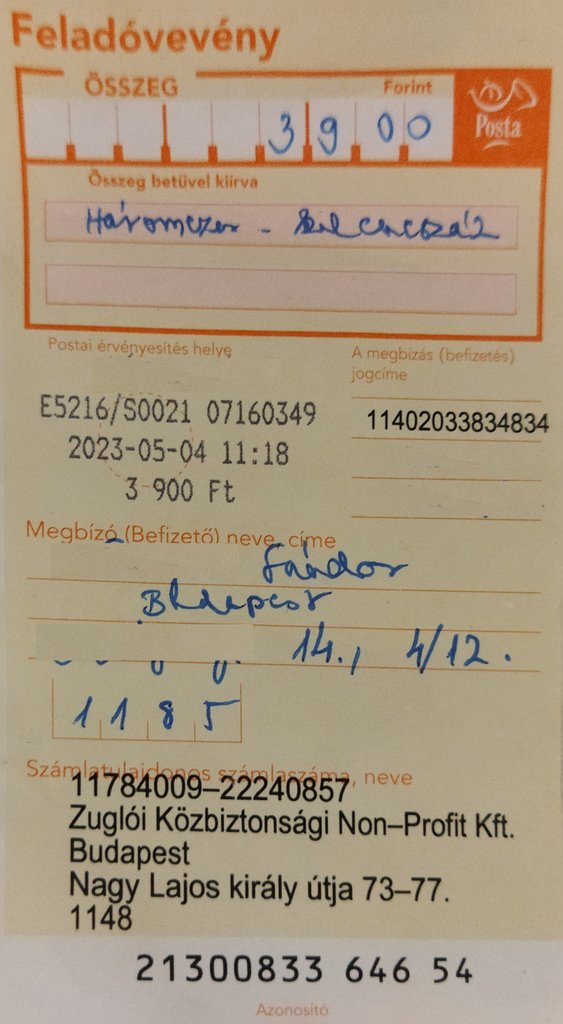 Feladóvevény
ÖSSZEG
Forint
3900
Posta
Összeg betűvel kiírva
Háromezer - kilencszáz
Postai érvényesítés helye
A megbízás (befizetés)
jogcíme
E5216/S0021 07160349
11402033834834
2023-05-04 11:18
3 900 Ft
Megbízó (Befizető) neve, címe
Sándor
Budapest
14., 4/12.
1185
Számlatulajdonos számlaszáma, neve
11784009–22240857
Zuglói Közbiztonsági Non–Profit Kft.
Budapest
Nagy Lajos király útja 73–77.
1148
21300833 646 54
Azonosító